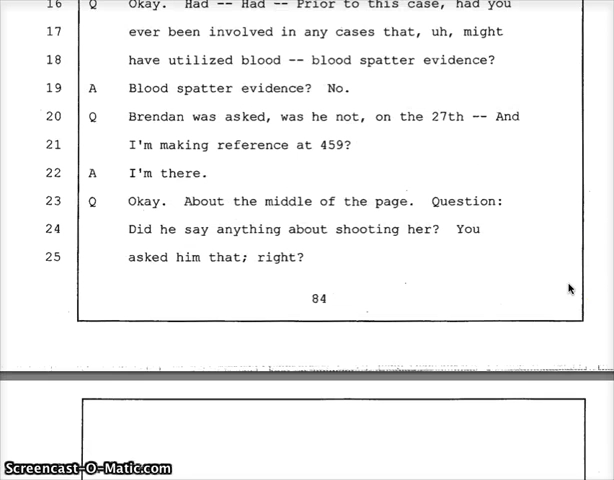 16 Q Okay. Had -- Had -- Prior to this case, had you
17 ever been involved in any cases that, uh, might
18 have utilized blood -- blood spatter evidence?
19 A Blood spatter evidence? No.
20 Q Brendan was asked, was he not, on the 27th -- And
21 I'm making reference at 459?
22 A I'm there.
23 Q Okay. About the middle of the page. Question:
24 Did he say anything about shooting her? You
25 asked him that; right?
84
Screencast-O-Matic.com